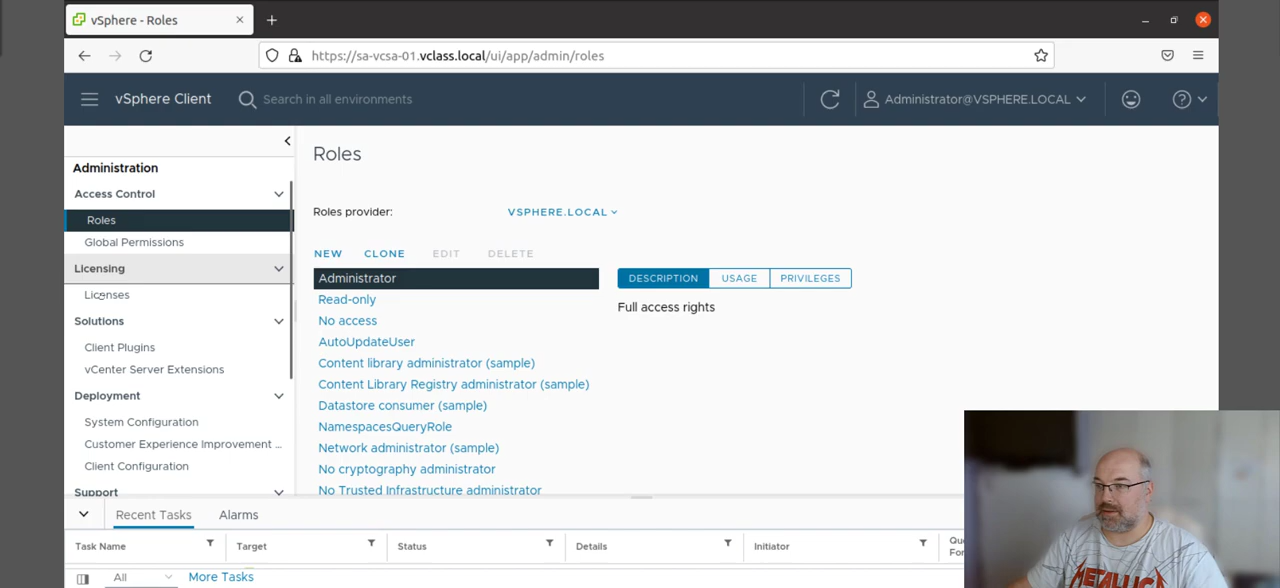 vSphere - Roles
https://sa-vcsa-01.vclass.local/ui/app/admin/roles
vSphere Client
Search in all environments
Administrator@VSPHERE.LOCAL
Administration
Access Control
Roles
Global Permissions
Licensing
Licenses
Solutions
Client Plugins
vCenter Server Extensions
Deployment
System Configuration
Customer Experience Improvement ...
Client Configuration
Support
Roles
Roles provider:
VSPHERE.LOCAL
NEW CLONE EDIT DELETE
Administrator
Read-only
No access
AutoUpdateUser
Content library administrator (sample)
Content Library Registry administrator (sample)
Datastore consumer (sample)
NamespacesQueryRole
Network administrator (sample)
No cryptography administrator
No Trusted Infrastructure administrator
DESCRIPTION USAGE PRIVILEGES
Full access rights
Recent Tasks Alarms
Task Name Target Status Details Initiator
All More Tasks
METALLICA